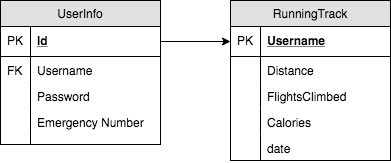 UserInfo
PK Id
FK Username
Password
Emergency Number
RunningTrack
PK Username
Distance
FlightsClimbed
Calories
date